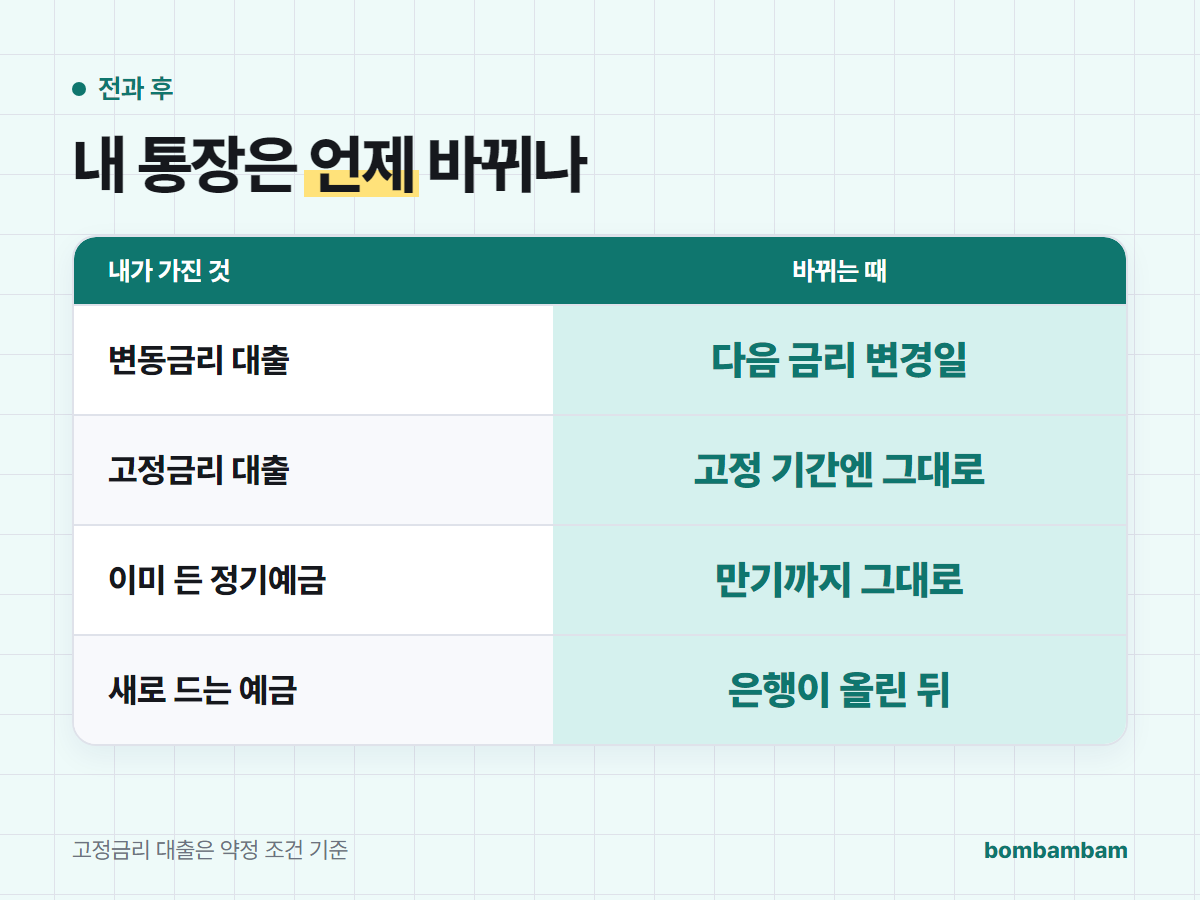 전과 후
내 통장은 언제 바뀌나
내가 가진 것 바뀌는 때
변동금리 대출 다음 금리 변경일
고정금리 대출 고정 기간엔 그대로
이미 든 정기예금 만기까지 그대로
새로 드는 예금 은행이 올린 뒤
고정금리 대출은 약정 조건 기준 bombambam